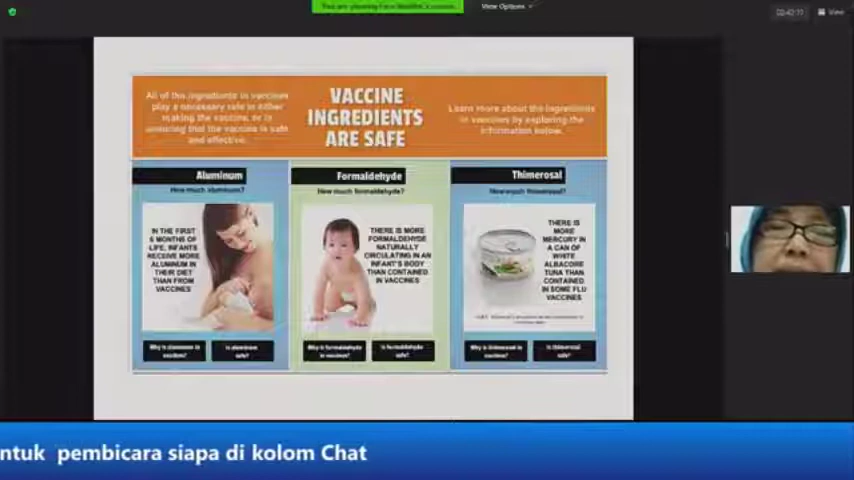 View Options
View
All of the ingredients in vaccines
play a necessary role in either
making the vaccine, or in
ensuring that the vaccine is safe
and effective.
VACCINE
INGREDIENTS
ARE SAFE
Learn more about the ingredients
in vaccines by exploring the
information below.
Aluminum
How much aluminum?
IN THE FIRST
6 MONTHS OF
LIFE, INFANTS
RECEIVE MORE
ALUMINUM IN
THEIR DIET
THAN FROM
VACCINES
Why is aluminum in
vaccines?
Is aluminum
safe?
Formaldehyde
How much formaldehyde?
THERE IS MORE
FORMALDEHYDE
NATURALLY
CIRCULATING IN AN
INFANT'S BODY
THAN CONTAINED
IN VACCINES
Why is formaldehyde
in vaccines?
Is formaldehyde
safe?
Thimerosal
How much thimerosal?
THERE IS
MORE
MERCURY IN
A CAN OF
WHITE
ALBACORE
TUNA THAN
CONTAINED
IN SOME FLU
VACCINES
Why is thimerosal in
vaccines?
Is thimerosal
safe?
ntuk pembicara siapa di kolom Chat